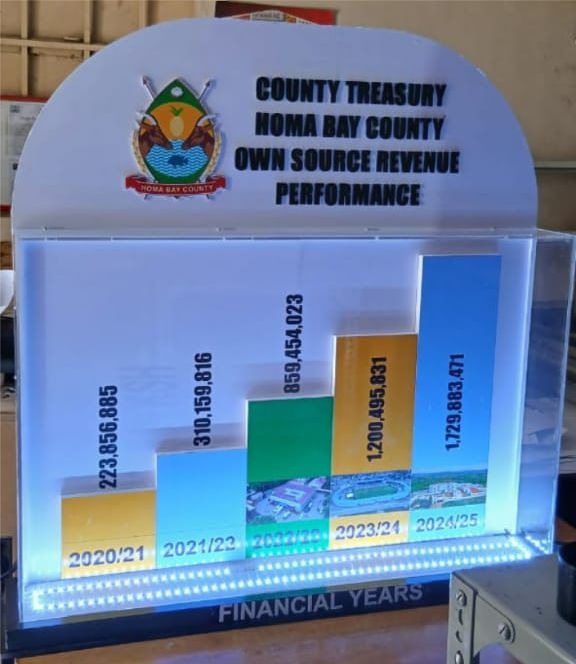 COUNTY TREASURY
HOMA BAY COUNTY
OWN SOURCE REVENUE
PERFORMANCE
HOMA BAY COUNTY
223,856,885
310,159,816
859,454,023
1,200,495,831
1,729,883,471
2020/21
2021/22
2022/23
2023/24
2024/25
FINANCIAL YEARS